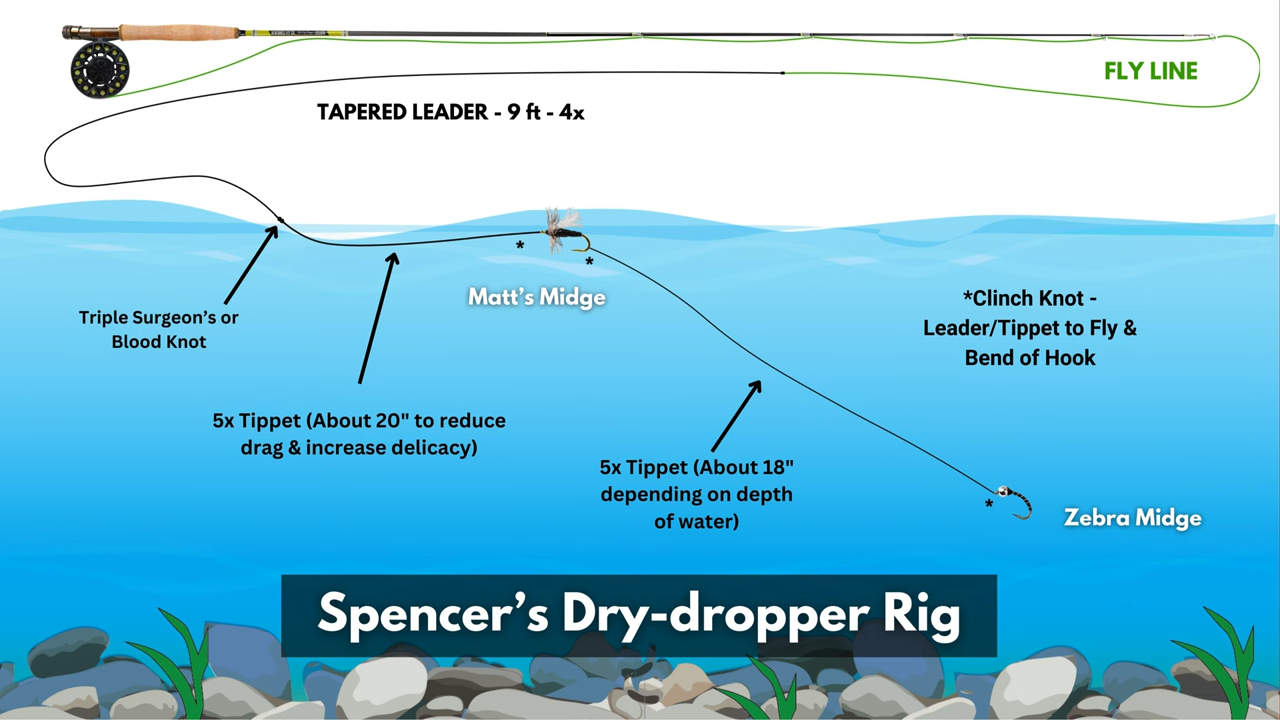 FLY LINE
TAPERED LEADER - 9 ft - 4x
Matt's Midge
*
*
Triple Surgeon's or
Blood Knot
*Clinch Knot -
Leader/Tippet to Fly &
Bend of Hook
5x Tippet (About 20" to reduce
drag & increase delicacy)
5x Tippet (About 18"
depending on depth
of water)
*
Zebra Midge
Spencer's Dry-dropper Rig